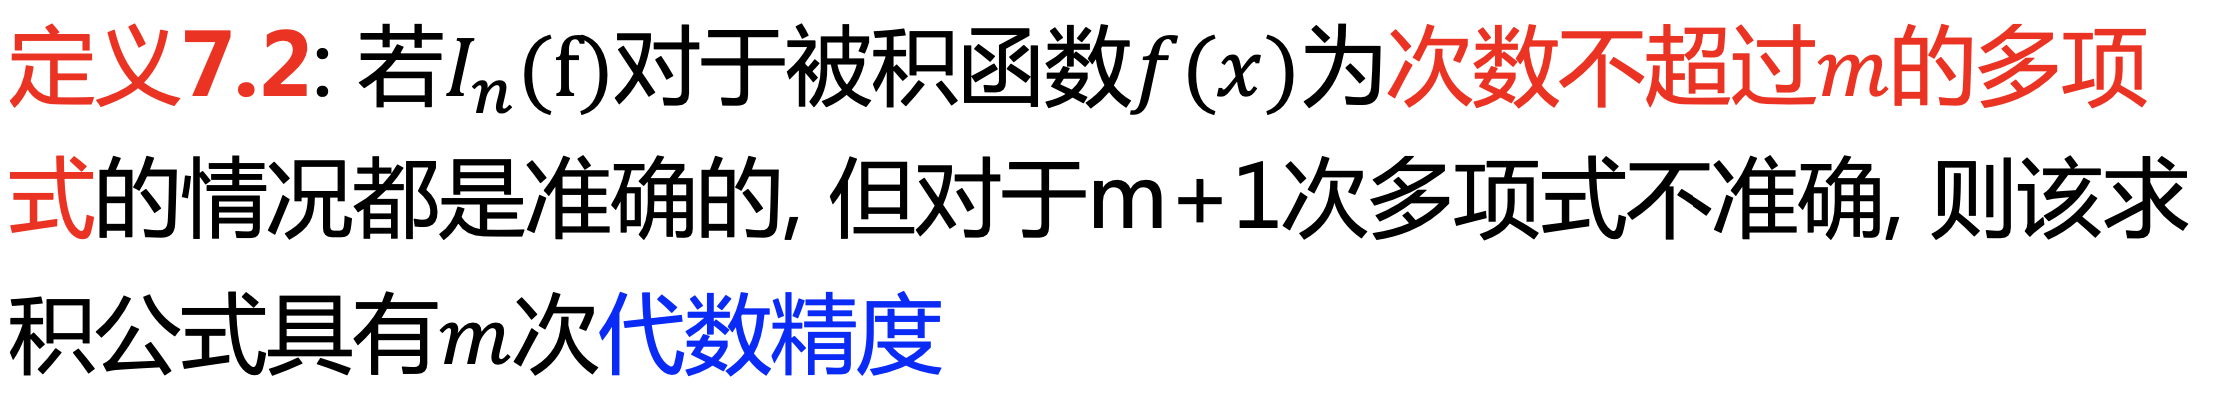 定义7.2: 若Iₙ(f)对于被积函数f(x)为次数不超过m的多项
式的情况都是准确的, 但对于m+1次多项式不准确, 则该求
积公式具有m次代数精度